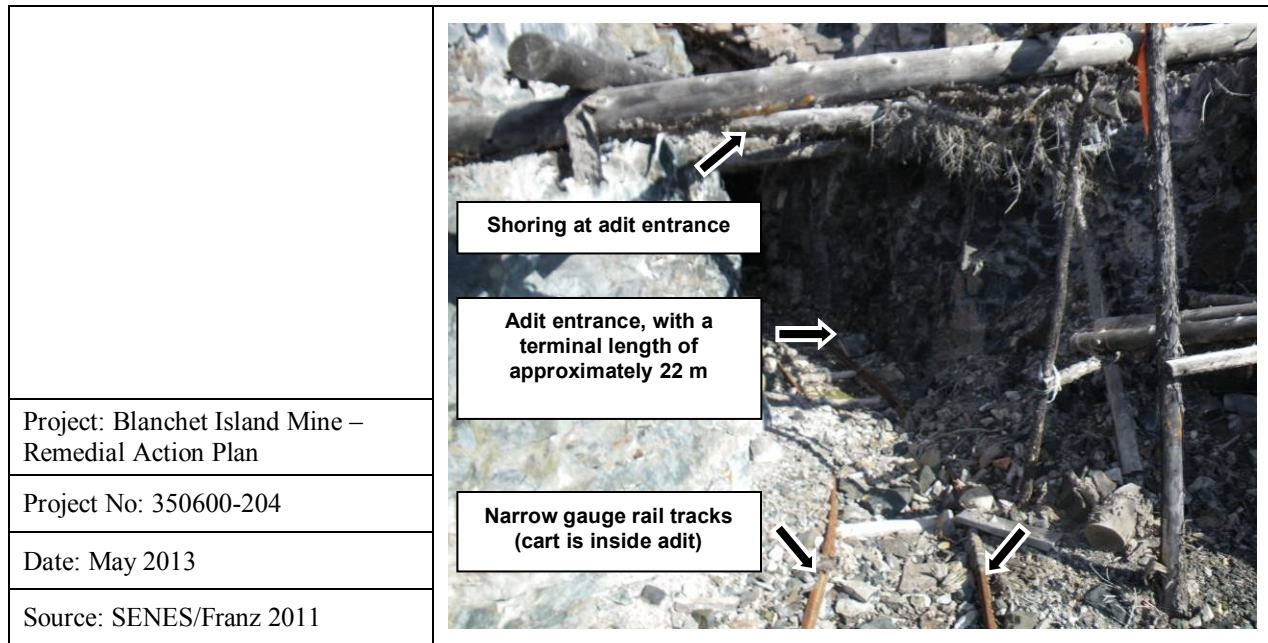 Project: Blanchet Island Mine –
Remedial Action Plan
Project No: 350600-204
Date: May 2013
Source: SENES/Franz 2011
Shoring at adit entrance
Adit entrance, with a
terminal length of
approximately 22 m
Narrow gauge rail tracks
(cart is inside adit)